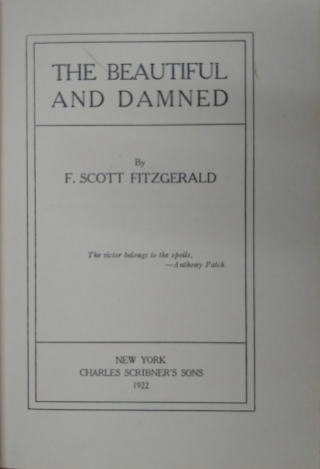 THE BEAUTIFUL
AND DAMNED
By
F. SCOTT FITZGERALD
The victor belongs to the spoils.
—Anthony Patch.
NEW YORK
CHARLES SCRIBNER'S SONS
1922